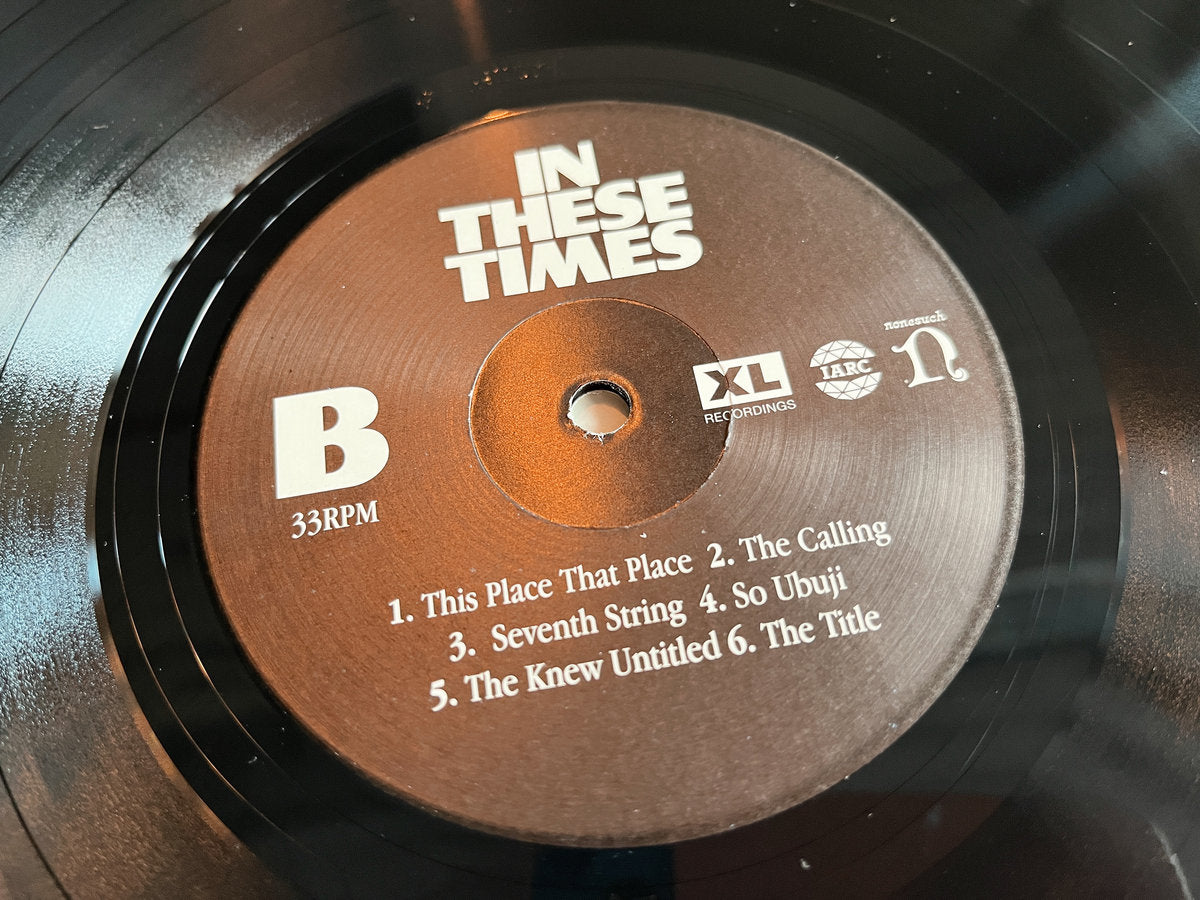 IN
THESE
TIMES
nonesuch
N
IARC
XL
RECORDINGS
B
33RPM
1. This Place That Place 2. The Calling
3. Seventh String 4. So Ubuji
5. The Knew Untitled 6. The Title